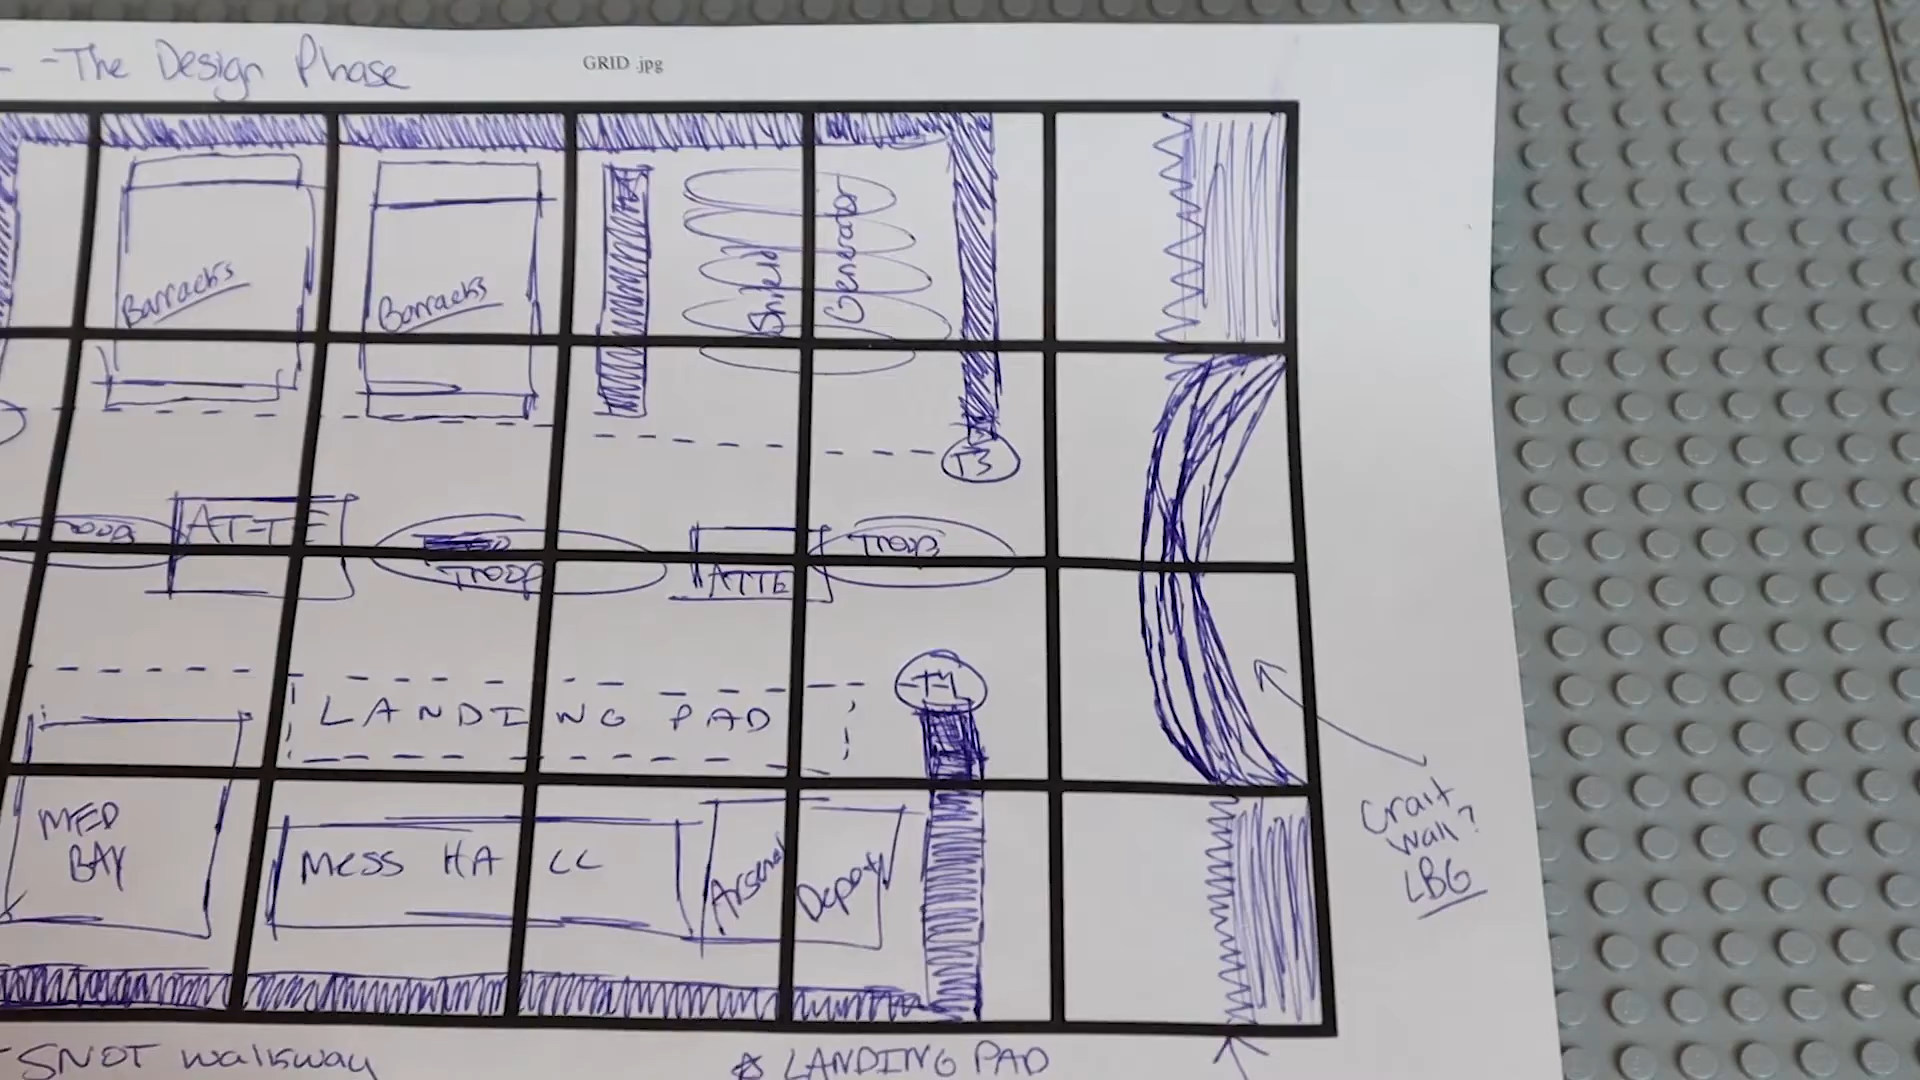 - -The Design Phase
GRID .jpg
Barracks
Barracks
Shield
Generator
T3
Troops
AT-TE
Troop
ATTE
Troop
T4
LANDING PAD
MED
BAY
MESS HALL
Arsenal
Depot
Crait
Wall?
LBG
- SNOT walkway
LANDING PAD